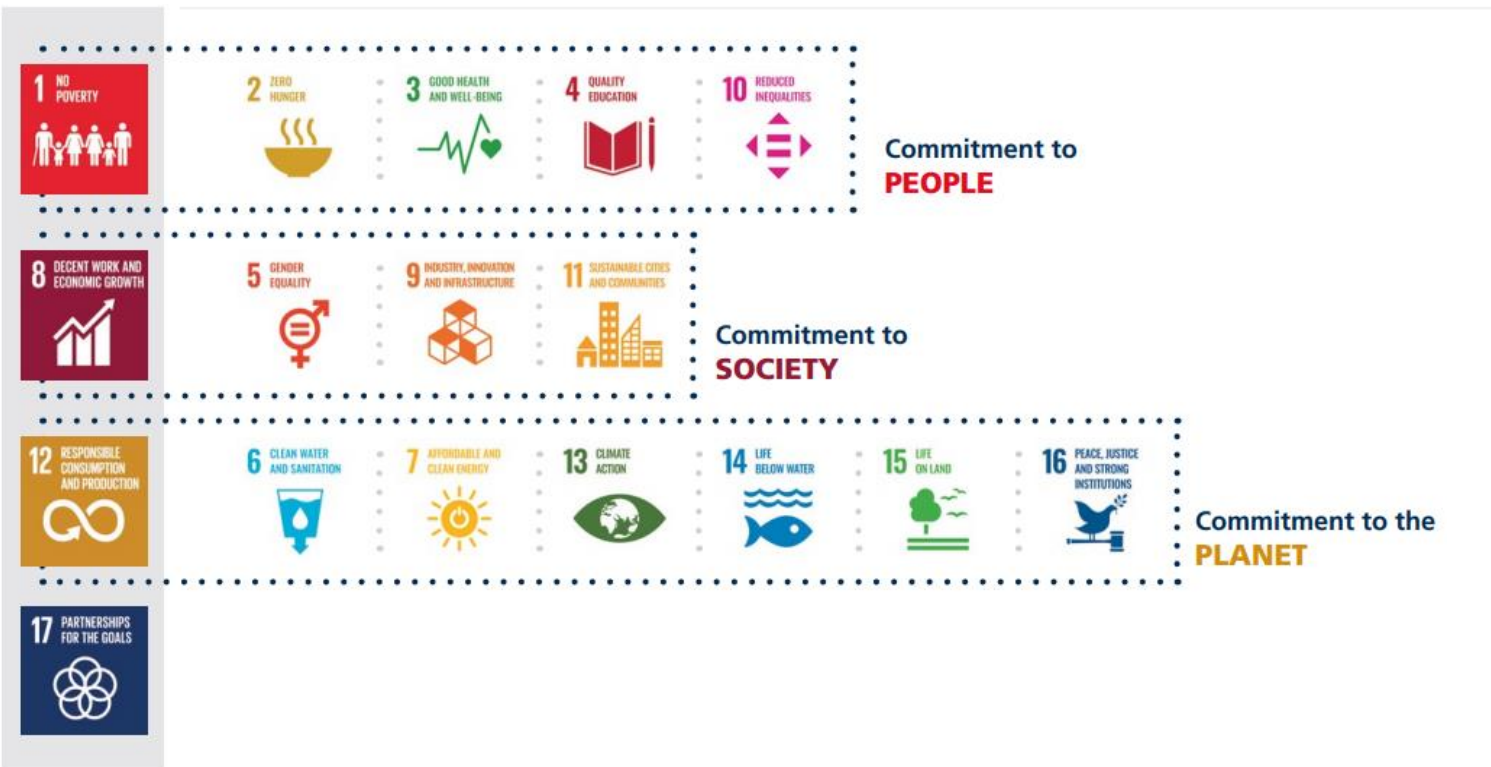 1 NO
POVERTY
2 ZERO
HUNGER
3 GOOD HEALTH
AND WELL-BEING
4 QUALITY
EDUCATION
10 REDUCED
INEQUALITIES
Commitment to
PEOPLE
8 DECENT WORK AND
ECONOMIC GROWTH
5 GENDER
EQUALITY
9 INDUSTRY, INNOVATION
AND INFRASTRUCTURE
11 SUSTAINABLE CITIES
AND COMMUNITIES
Commitment to
SOCIETY
12 RESPONSIBLE
CONSUMPTION
AND PRODUCTION
6 CLEAN WATER
AND SANITATION
7 AFFORDABLE AND
CLEAN ENERGY
13 CLIMATE
ACTION
14 LIFE
BELOW WATER
15 LIFE
ON LAND
16 PEACE, JUSTICE
AND STRONG
INSTITUTIONS
Commitment to the
PLANET
17 PARTNERSHIPS
FOR THE GOALS